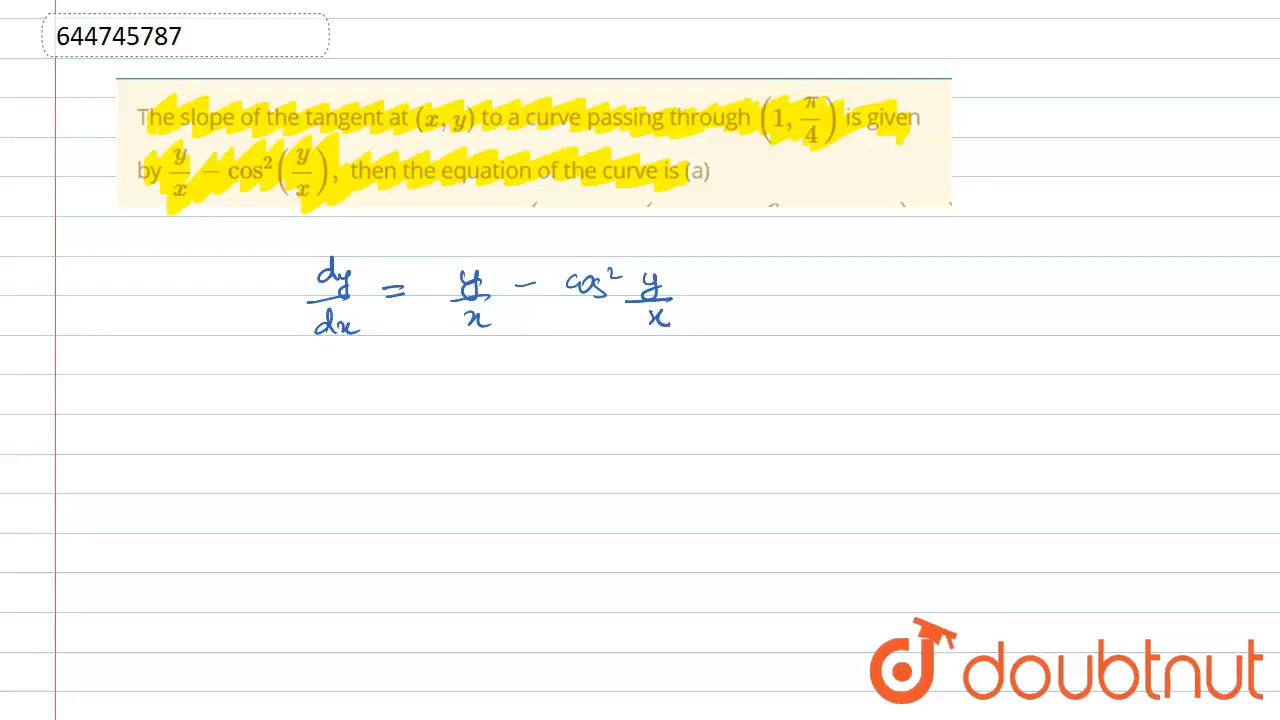 644745787
The slope of the tangent at (x, y) to a curve passing through (1, π/4) is given
by y/x − cos²(y/x), then the equation of the curve is (a)
dy/dx = y/x − cos² y/x
doubtnut